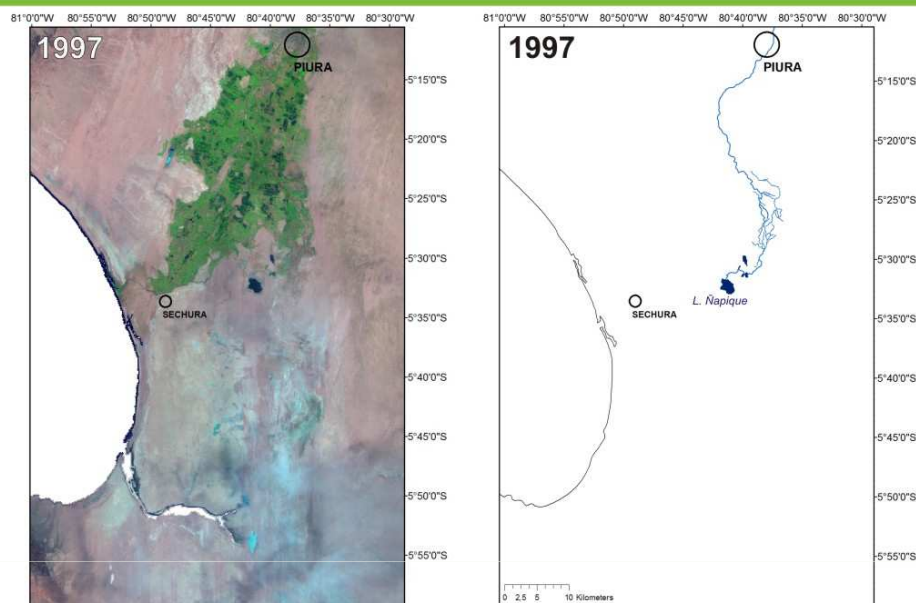 81°00'0"W 80°50'0"W 80°40'0"W 80°30'0"W
80°55'0"W 80°45'0"W 80°35'0"W
1997
PIURA
SECHURA
5°15'0"S
5°20'0"S
5°25'0"S
5°30'0"S
5°35'0"S
5°40'0"S
5°45'0"S
5°50'0"S
5°55'0"S
81°0'0"W 80°55'0"W 80°50'0"W 80°45'0"W 80°40'0"W 80°35'0"W 80°30'0"W
1997
PIURA
L. Ñapique
SECHURA
5°15'0"S
5°20'0"S
5°25'0"S
5°30'0"S
5°35'0"S
5°40'0"S
5°45'0"S
5°50'0"S
5°55'0"S
0 2,5 5 10 Kilometers